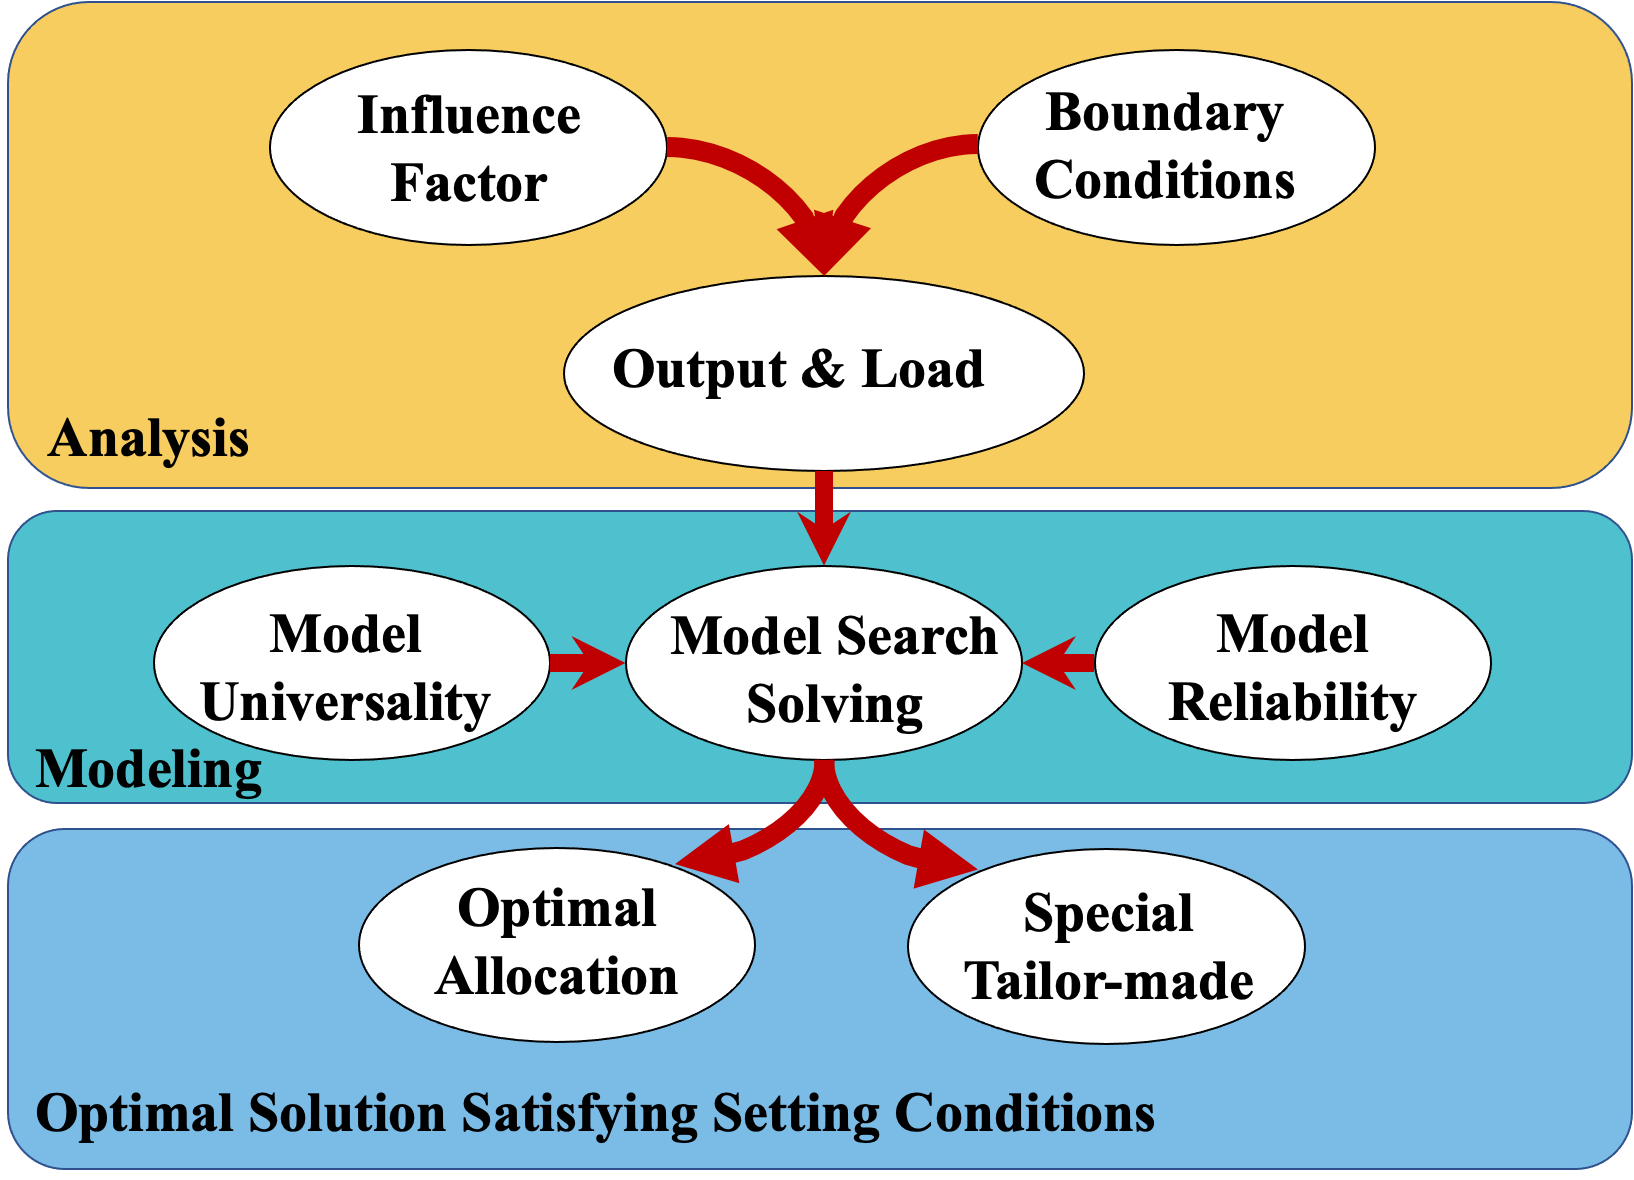 Influence
Factor
Boundary
Conditions
Output & Load
Analysis
Model
Universality
Model Search
Solving
Model
Reliability
Modeling
Optimal
Allocation
Special
Tailor-made
Optimal Solution Satisfying Setting Conditions